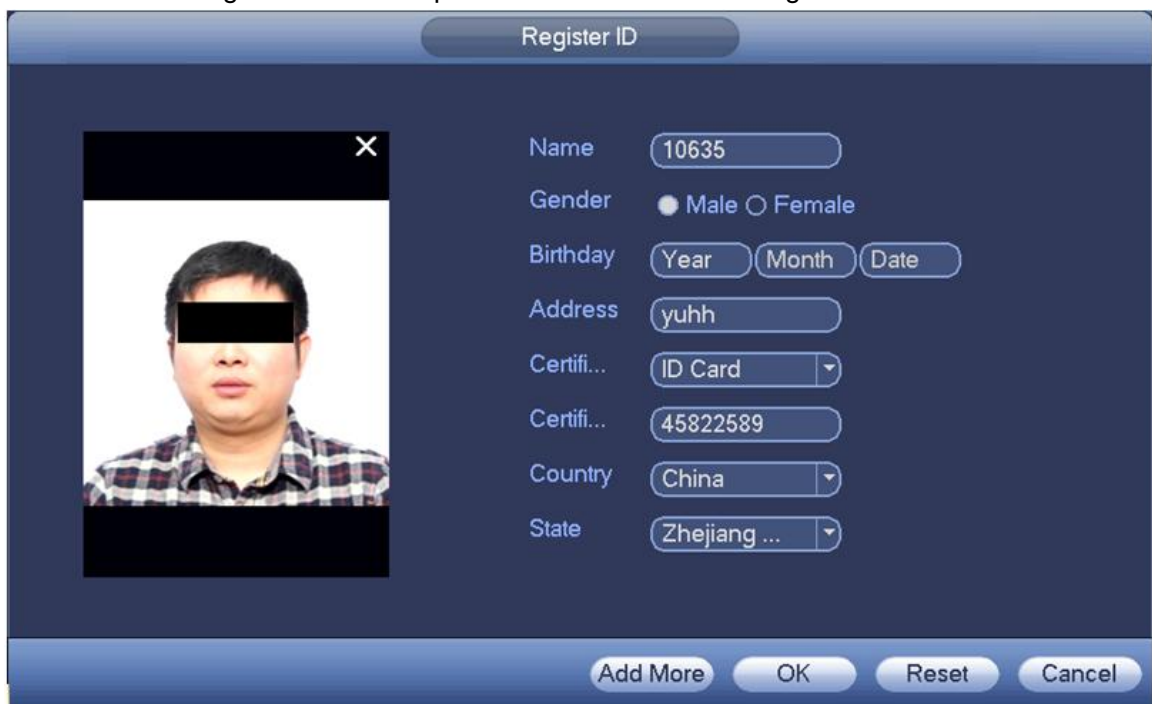 Register ID
Name 10635
Gender Male Female
Birthday Year Month Date
Address yuhh
Certifi... ID Card
Certifi... 45822589
Country China
State Zhejiang ...
Add More OK Reset Cancel